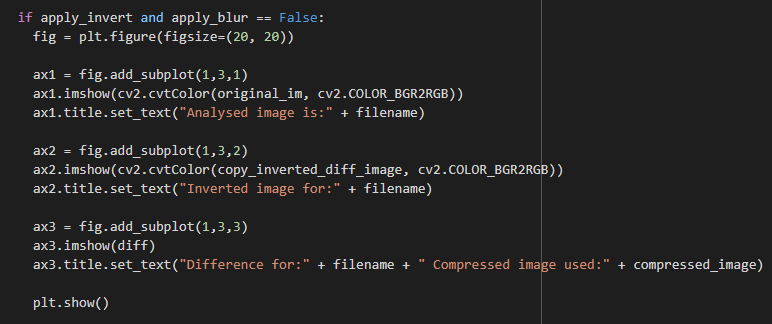 if apply_invert and apply_blur == False:
fig = plt.figure(figsize=(20, 20))
ax1 = fig.add_subplot(1,3,1)
ax1.imshow(cv2.cvtColor(original_im, cv2.COLOR_BGR2RGB))
ax1.title.set_text("Analysed image is:" + filename)
ax2 = fig.add_subplot(1,3,2)
ax2.imshow(cv2.cvtColor(copy_inverted_diff_image, cv2.COLOR_BGR2RGB))
ax2.title.set_text("Inverted image for:" + filename)
ax3 = fig.add_subplot(1,3,3)
ax3.imshow(diff)
ax3.title.set_text("Difference for:" + filename + " Compressed image used:" + compressed_image)
plt.show()